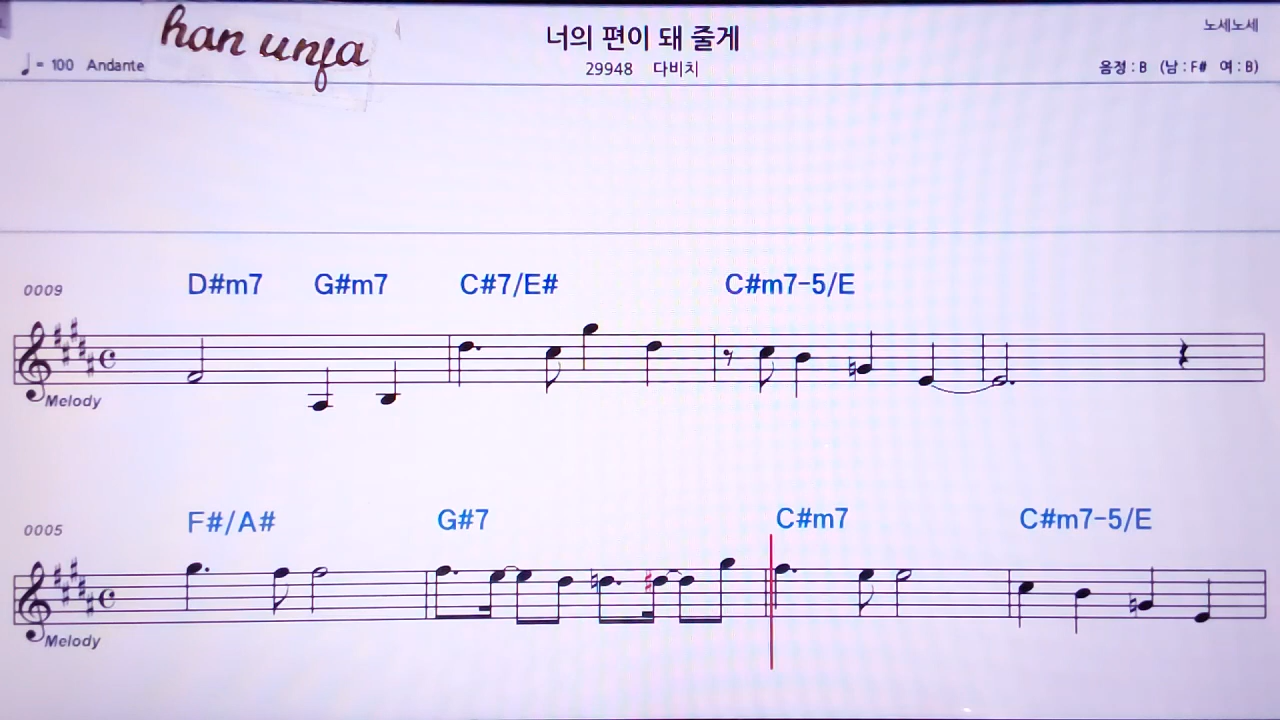 han unfa
너의 편이 돼 줄게
노세노세
♩= 100 Andante
29948 다비치
음정 : B (남 : F# 여 : B)
0009
D#m7 G#m7 C#7/E# C#m7-5/E
Melody
0005
F#/A# G#7 C#m7 C#m7-5/E
Melody